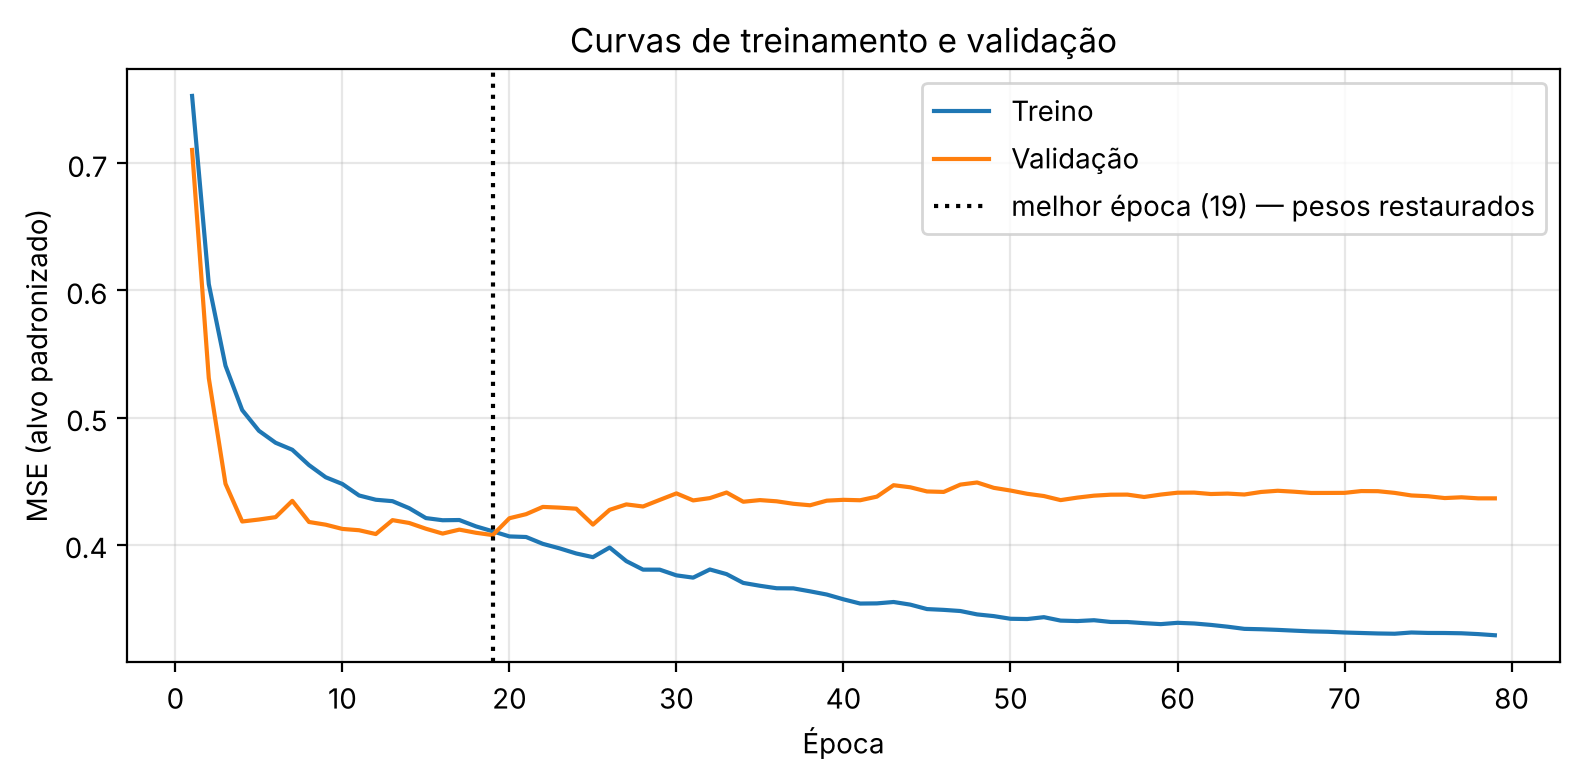 Curvas de treinamento e validação
Treino
Validação
melhor época (19) — pesos restaurados
MSE (alvo padronizado)
0.7
0.6
0.5
0.4
0 10 20 30 40 50 60 70 80
Época